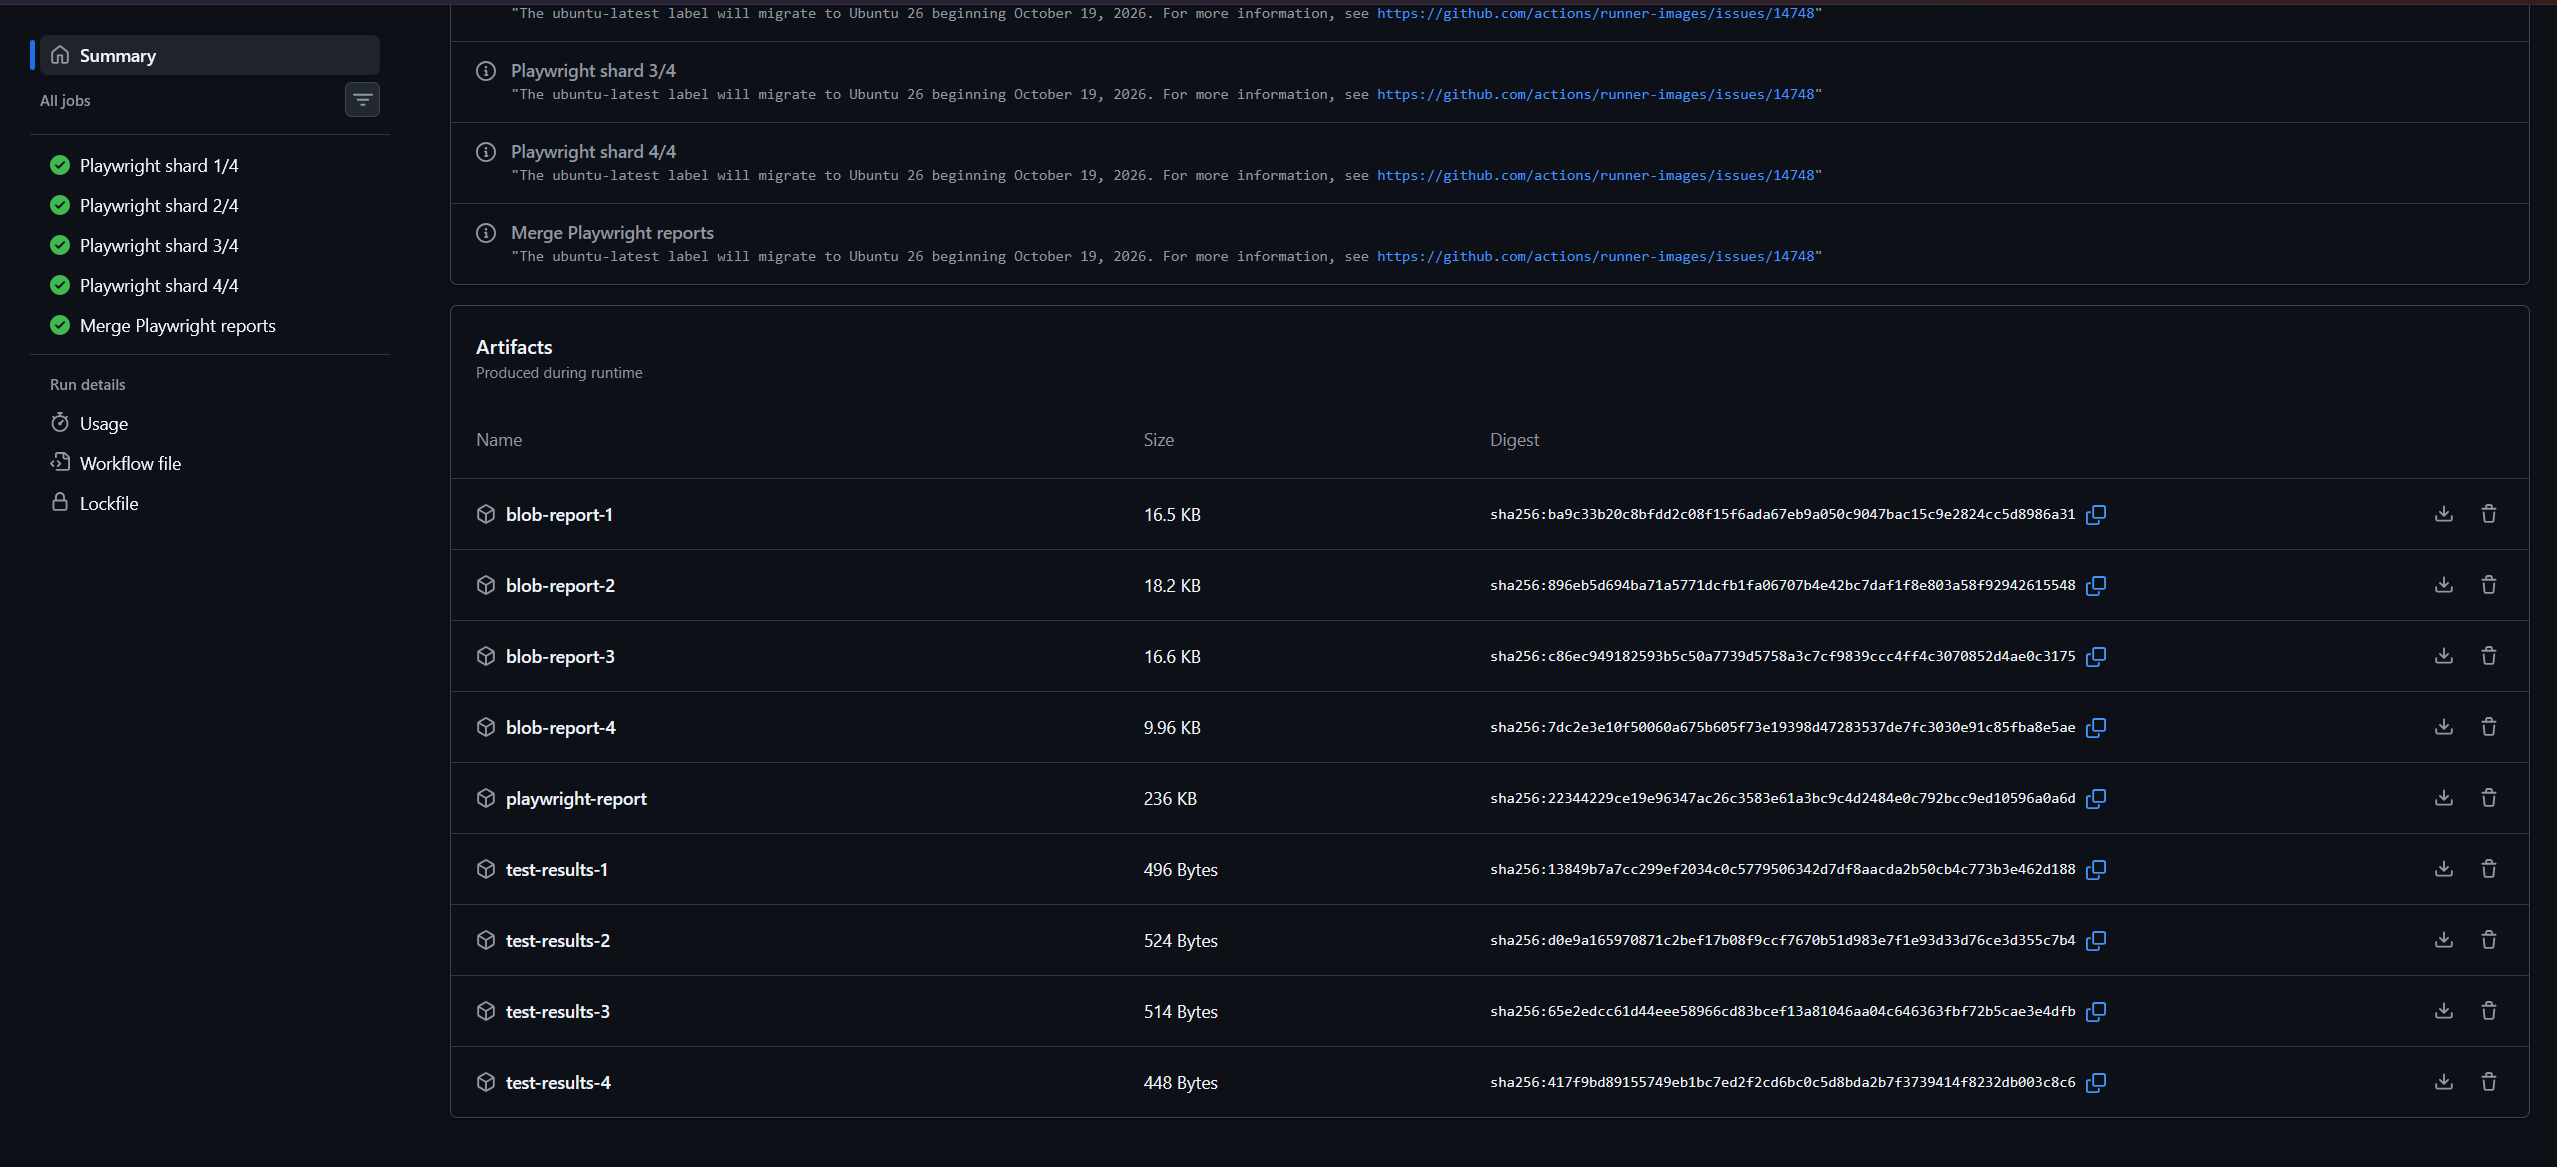 Summary
All jobs
Playwright shard 1/4
Playwright shard 2/4
Playwright shard 3/4
Playwright shard 4/4
Merge Playwright reports
Run details
Usage
Workflow file
Lockfile
"The ubuntu-latest label will migrate to Ubuntu 26 beginning October 19, 2026. For more information, see https://github.com/actions/runner-images/issues/14748"
Playwright shard 3/4
"The ubuntu-latest label will migrate to Ubuntu 26 beginning October 19, 2026. For more information, see https://github.com/actions/runner-images/issues/14748"
Playwright shard 4/4
"The ubuntu-latest label will migrate to Ubuntu 26 beginning October 19, 2026. For more information, see https://github.com/actions/runner-images/issues/14748"
Merge Playwright reports
"The ubuntu-latest label will migrate to Ubuntu 26 beginning October 19, 2026. For more information, see https://github.com/actions/runner-images/issues/14748"
Artifacts
Produced during runtime
Name Size Digest
blob-report-1 16.5 KB sha256:ba9c33b20c8bfdd2c08f15f6ada67eb9a050c9047bac15c9e2824cc5d8986a31
blob-report-2 18.2 KB sha256:896eb5d694ba71a5771dcfb1fa06707b4e42bc7daf1f8e803a58f92942615548
blob-report-3 16.6 KB sha256:c86ec949182593b5c50a7739d5758a3c7cf9839ccc4ff4c3070852d4ae0c3175
blob-report-4 9.96 KB sha256:7dc2e3e10f50060a675b605f73e19398d47283537de7fc3030e91c85fba8e5ae
playwright-report 236 KB sha256:22344229ce19e96347ac26c3583e61a3bc9c4d2484e0c792bcc9ed10596a0a6d
test-results-1 496 Bytes sha256:13849b7a7cc299ef2034c0c5779506342d7df8aacda2b50cb4c773b3e462d188
test-results-2 524 Bytes sha256:d0e9a165970871c2bef17b08f9ccf7670b51d983e7f1e93d33d76ce3d355c7b4
test-results-3 514 Bytes sha256:65e2edcc61d44eee58966cd83bcef13a81046aa04c646363fbf72b5cae3e4dfb
test-results-4 448 Bytes sha256:417f9bd89155749eb1bc7ed2f2cd6bc0c5d8bda2b7f3739414f8232db003c8c6